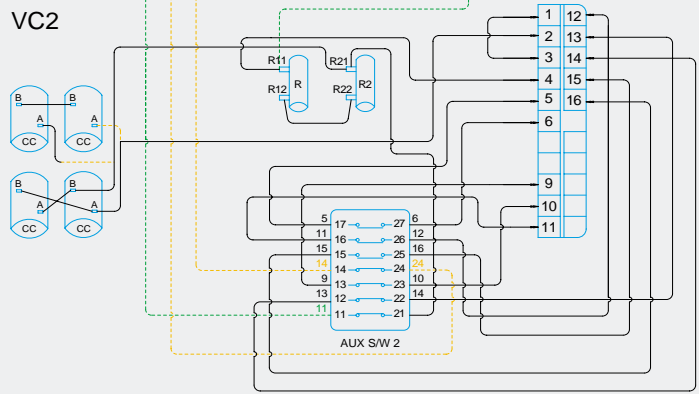 VC2
1 12
2 13
3 14
4 15
5 16
6
9
10
11
R11 R21
R R2
R12 R22
B B
A A
CC CC
B B
A A
CC CC
5 17 27 6
11 16 26 12
15 15 25 16
14 14 24 24
9 13 23 10
13 12 22 14
11 11 21
AUX S/W 2